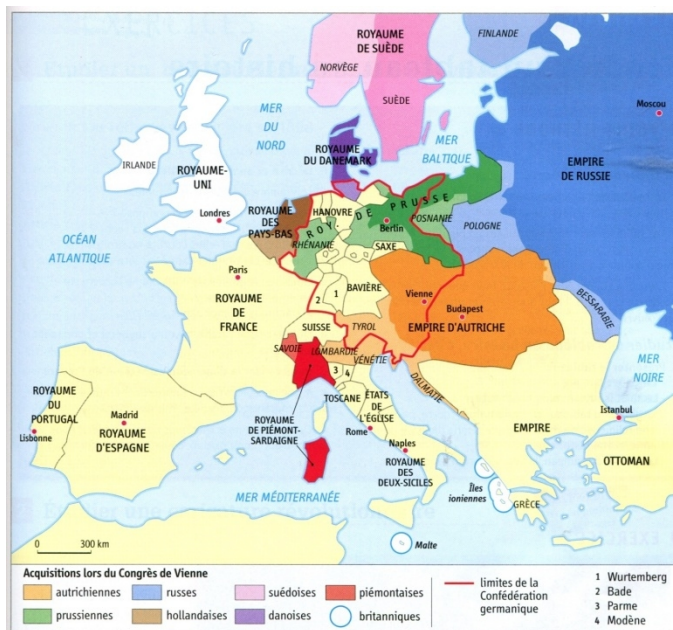 ROYAUME
DE SUÈDE
FINLANDE
NORVÈGE
SUÈDE
Moscou
MER
DU
NORD
ROYAUME
DU DANEMARK
MER
BALTIQUE
EMPIRE
DE RUSSIE
IRLANDE
ROYAUME-
UNI
Londres
ROYAUME
DES
PAYS-BAS
HANOVRE
ROY. DE PRUSSE
POSNANIE
Berlin
RHÉNANIE
SAXE
POLOGNE
OCÉAN
ATLANTIQUE
Paris
ROYAUME
DE
FRANCE
2
1
BAVIÈRE
Vienne
Budapest
EMPIRE D'AUTRICHE
BESSARABIE
SUISSE
TYROL
SAVOIE
LOMBARDIE
VÉNÉTIE
3
4
DALMATIE
MER
NOIRE
ROYAUME
DU
PORTUGAL
Lisbonne
Madrid
ROYAUME
D'ESPAGNE
ROYAUME
DE PIÉMONT-
SARDAIGNE
TOSCANE
ÉTATS
DE
L'ÉGLISE
Rome
Naples
ROYAUME
DES
DEUX-SICILES
Istanbul
EMPIRE
OTTOMAN
Îles
ioniennes
GRÈCE
MER MÉDITERRANÉE
Malte
0 300 km
Acquisitions lors du Congrès de Vienne
autrichiennes
russes
suédoises
piémontaises
prussiennes
hollandaises
danoises
britanniques
limites de la
Confédération
germanique
1 Wurtemberg
2 Bade
3 Parme
4 Modène